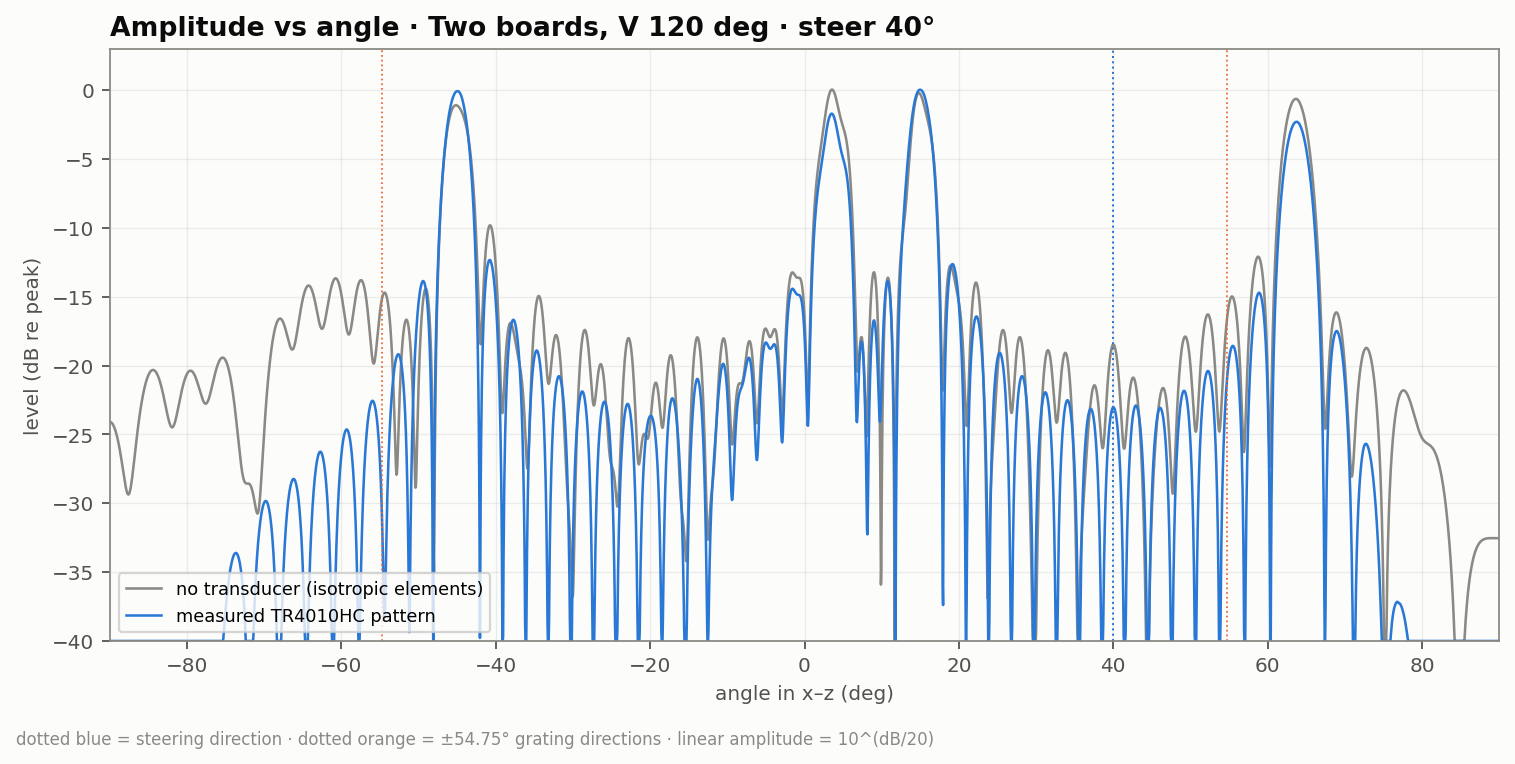 Amplitude vs angle · Two boards, V 120 deg · steer 40°
level (dB re peak)
0
−5
−10
−15
−20
−25
−30
−35
−40
no transducer (isotropic elements)
measured TR4010HC pattern
−80 −60 −40 −20 0 20 40 60 80
angle in x–z (deg)
dotted blue = steering direction · dotted orange = ±54.75° grating directions · linear amplitude = 10^(dB/20)